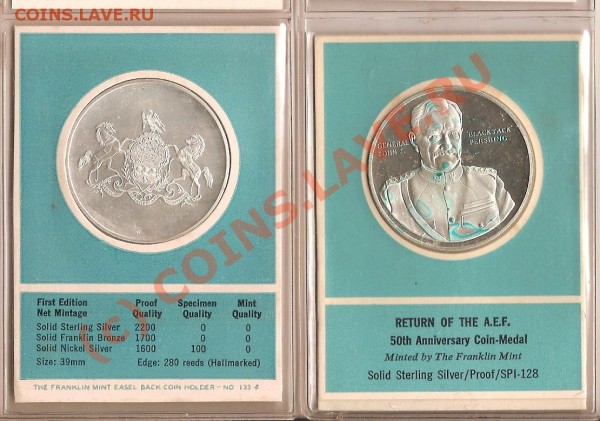 COINS.LAVE.RU
First Edition Net Mintage Proof Quality Specimen Quality Mint Quality
Solid Sterling Silver 2200 0 0
Solid Franklin Bronze 1700 0 0
Solid Nickel Silver 1600 100 0
Size: 39mm Edge: 280 reeds (Hallmarked)
THE FRANKLIN MINT EASEL BACK COIN HOLDER - NO 133
GENERAL JOHN J. "BLACK JACK" PERSHING
RETURN OF THE A.E.F.
50th Anniversary Coin-Medal
Minted by The Franklin Mint
Solid Sterling Silver/Proof/SPI-128
(c) COINS.LAVE.RU